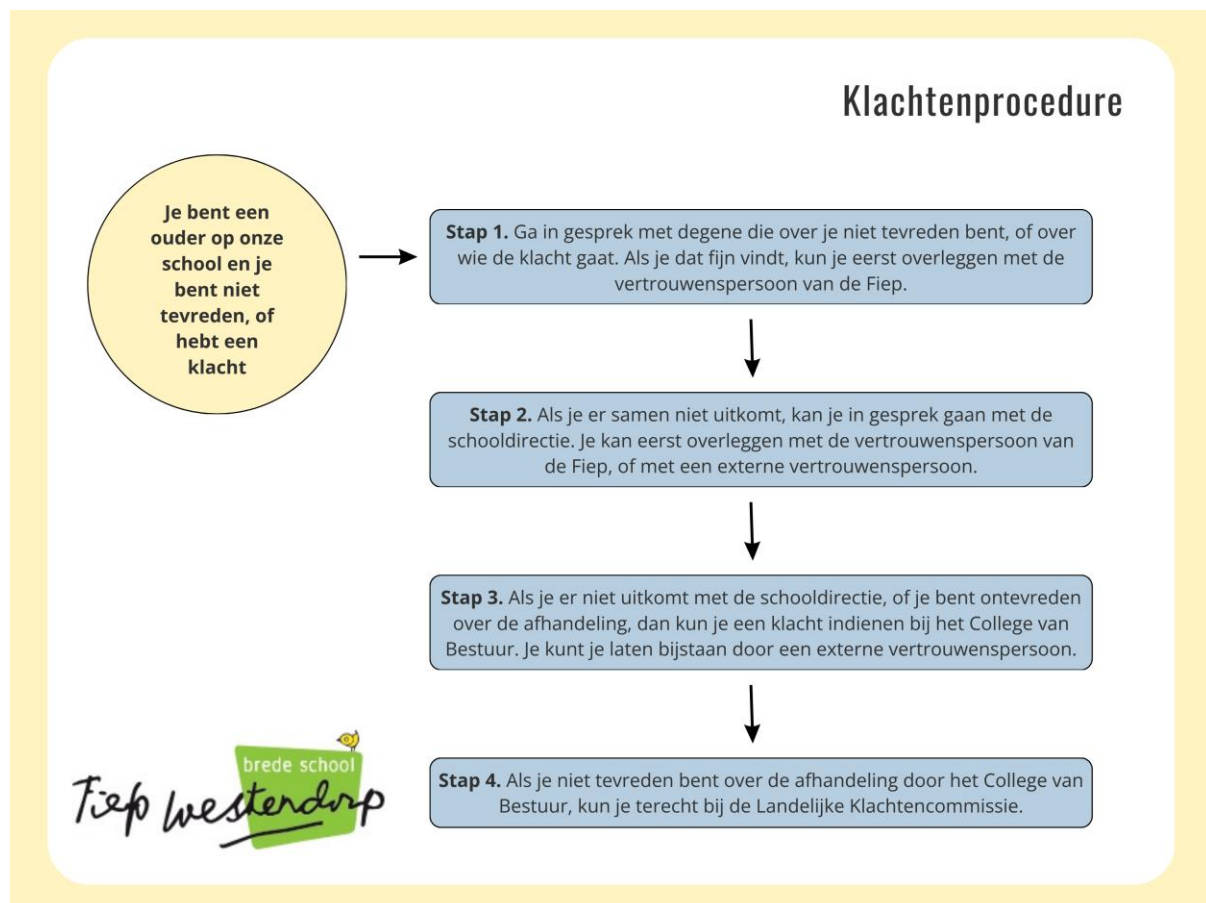 Klachtenprocedure
Je bent een
ouder op onze
school en je
bent niet
tevreden, of
hebt een
klacht
Stap 1. Ga in gesprek met degene die over je niet tevreden bent, of over
wie de klacht gaat. Als je dat fijn vindt, kun je eerst overleggen met de
vertrouwenspersoon van de Fiep.
Stap 2. Als je er samen niet uitkomt, kan je in gesprek gaan met de
schooldirectie. Je kan eerst overleggen met de vertrouwenspersoon van
de Fiep, of met een externe vertrouwenspersoon.
Stap 3. Als je er niet uitkomt met de schooldirectie, of je bent ontevreden
over de afhandeling, dan kun je een klacht indienen bij het College van
Bestuur. Je kunt je laten bijstaan door een externe vertrouwenspersoon.
Stap 4. Als je niet tevreden bent over de afhandeling door het College van
Bestuur, kun je terecht bij de Landelijke Klachtencommissie.
brede school
Fiep Westendorp